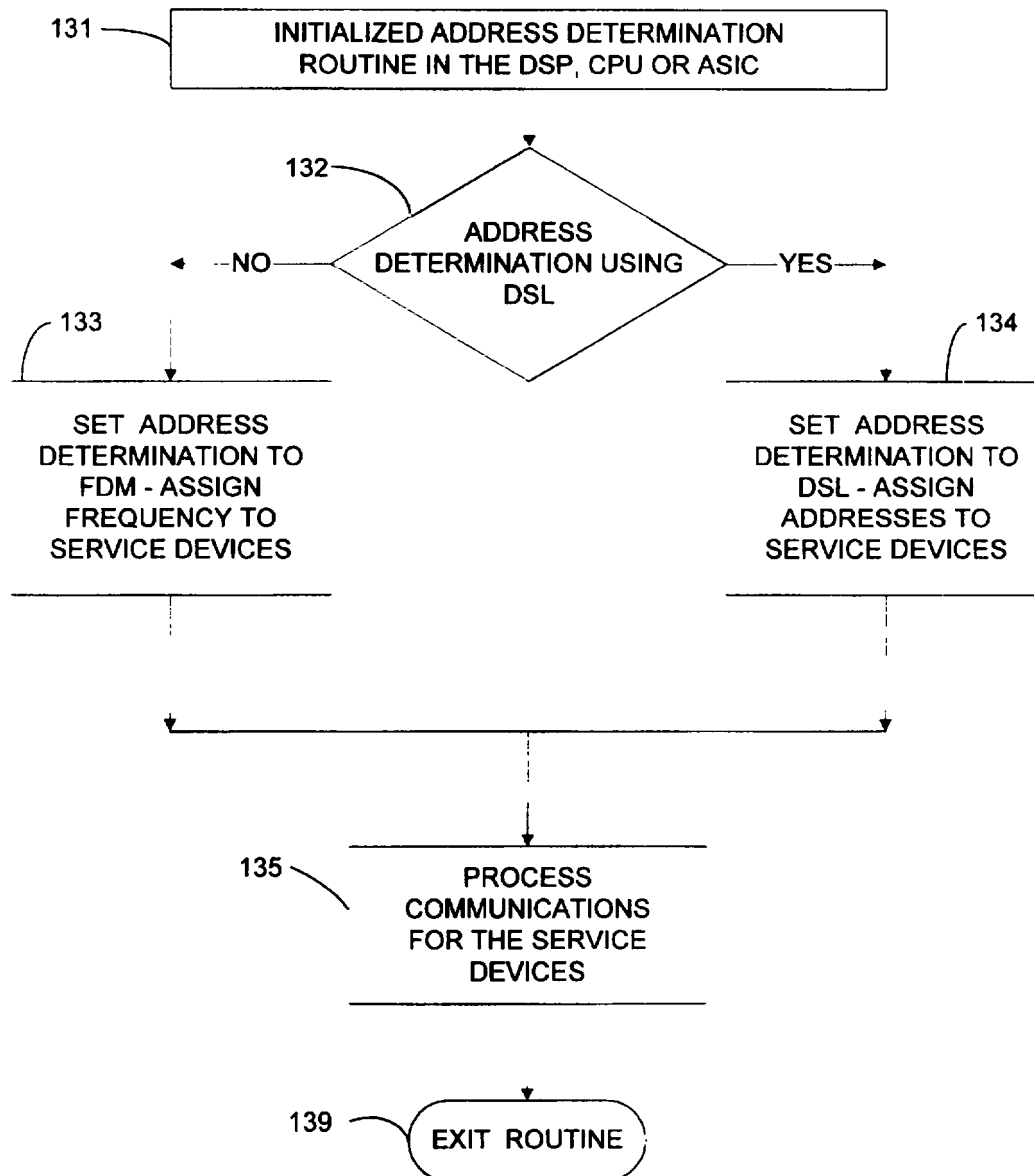 131
INITIALIZED ADDRESS DETERMINATION
ROUTINE IN THE DSP, CPU OR ASIC
132
ADDRESS
DETERMINATION USING
DSL
NO
YES
133
SET ADDRESS
DETERMINATION TO
FDM - ASSIGN
FREQUENCY TO
SERVICE DEVICES
134
SET ADDRESS
DETERMINATION TO
DSL - ASSIGN
ADDRESSES TO
SERVICE DEVICES
135
PROCESS
COMMUNICATIONS
FOR THE SERVICE
DEVICES
139
EXIT ROUTINE